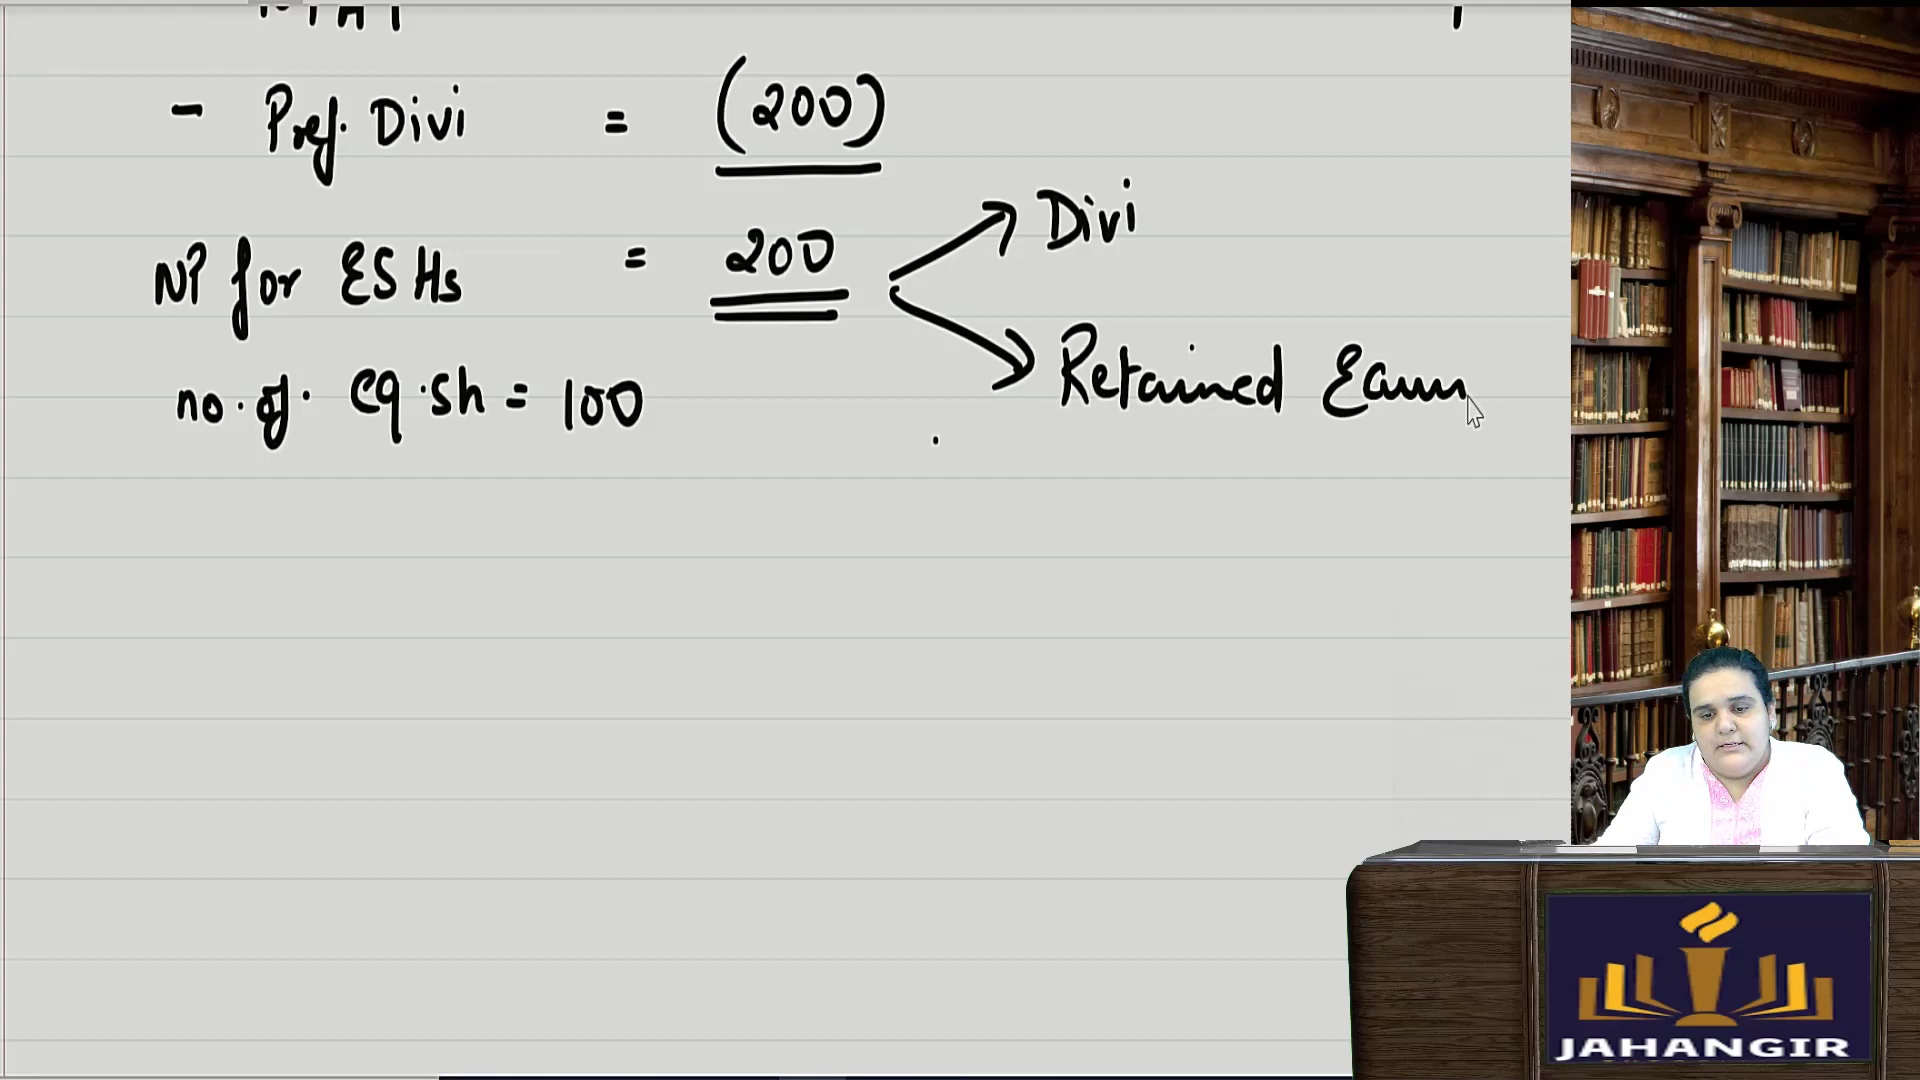 - Pref. Divi = (200)
NP for ESHs = 200
Divi
Retained Earn
no. of. eq. sh = 100
JAHANGIR